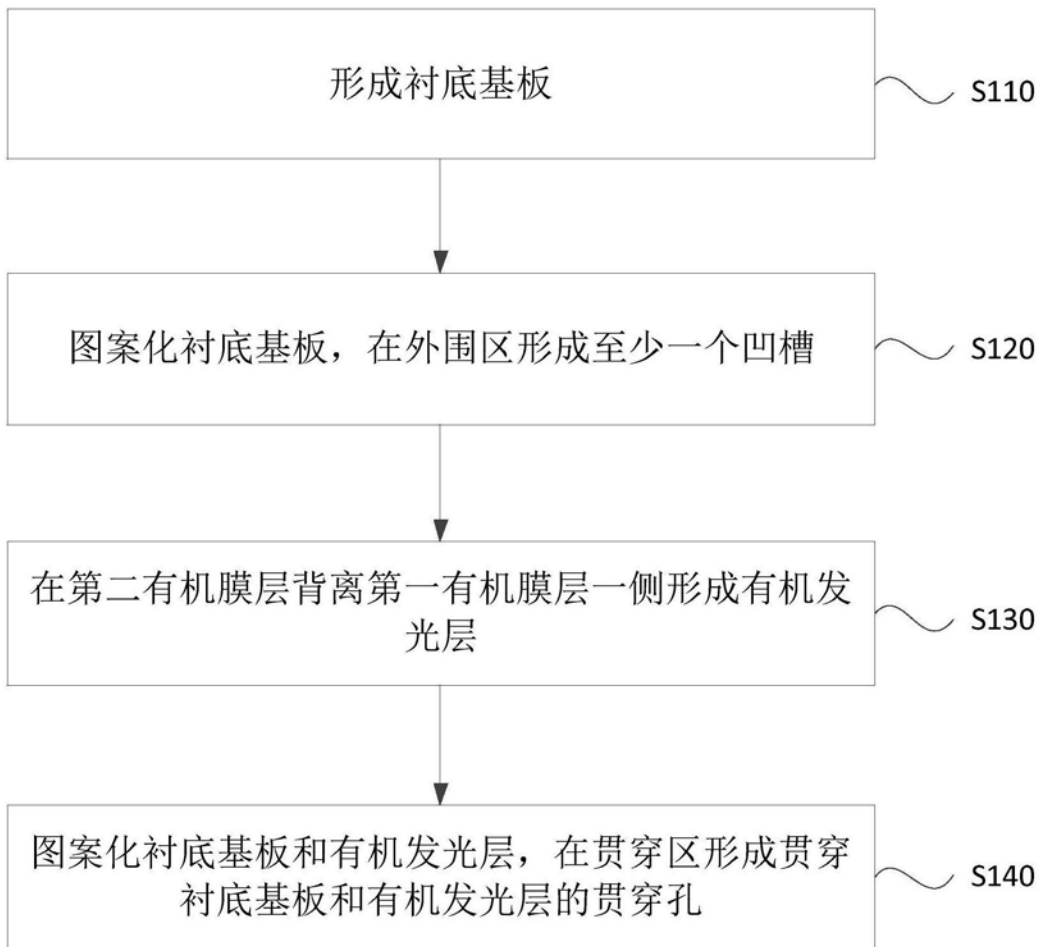 形成衬底基板
S110
图案化衬底基板，在外围区形成至少一个凹槽
S120
在第二有机膜层背离第一有机膜层一侧形成有机发
光层
S130
图案化衬底基板和有机发光层，在贯穿区形成贯穿
衬底基板和有机发光层的贯穿孔
S140